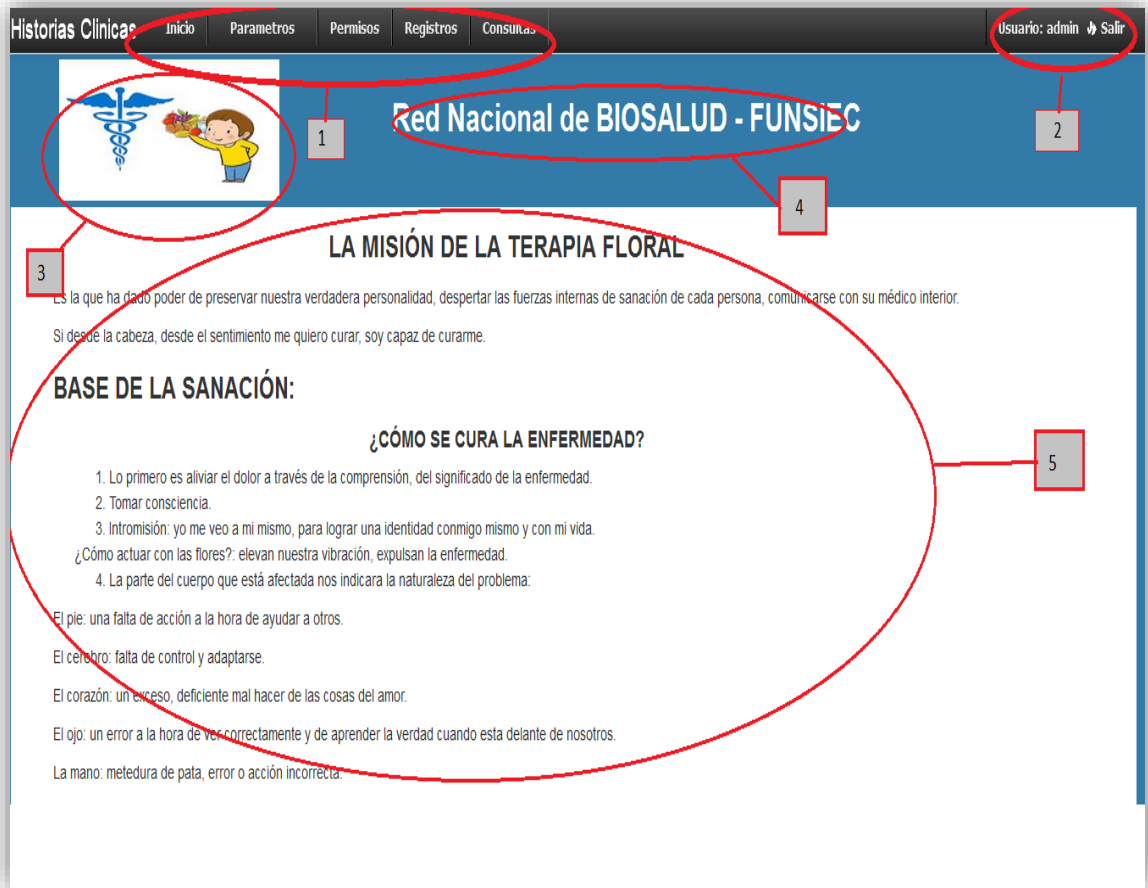 Historias Clinicas Inicio Parametros Permisos Registros Consultas Usuario: admin Salir
Red Nacional de BIOSALUD - FUNSIEC
1
2
4
3
LA MISIÓN DE LA TERAPIA FLORAL
Es la que ha dado poder de preservar nuestra verdadera personalidad, despertar las fuerzas internas de sanación de cada persona, comunicarse con su médico interior.
Si desde la cabeza, desde el sentimiento me quiero curar, soy capaz de curarme.
BASE DE LA SANACIÓN:
¿CÓMO SE CURA LA ENFERMEDAD?
5
1. Lo primero es aliviar el dolor a través de la comprensión, del significado de la enfermedad.
2. Tomar consciencia.
3. Intromisión: yo me veo a mi mismo, para lograr una identidad conmigo mismo y con mi vida.
¿Cómo actuar con las flores?: elevan nuestra vibración, expulsan la enfermedad.
4. La parte del cuerpo que está afectada nos indicara la naturaleza del problema:
El pie: una falta de acción a la hora de ayudar a otros.
El cerebro: falta de control y adaptarse.
El corazón: un exceso, deficiente mal hacer de las cosas del amor.
El ojo: un error a la hora de ver correctamente y de aprender la verdad cuando esta delante de nosotros.
La mano: metedura de pata, error o acción incorrecta.